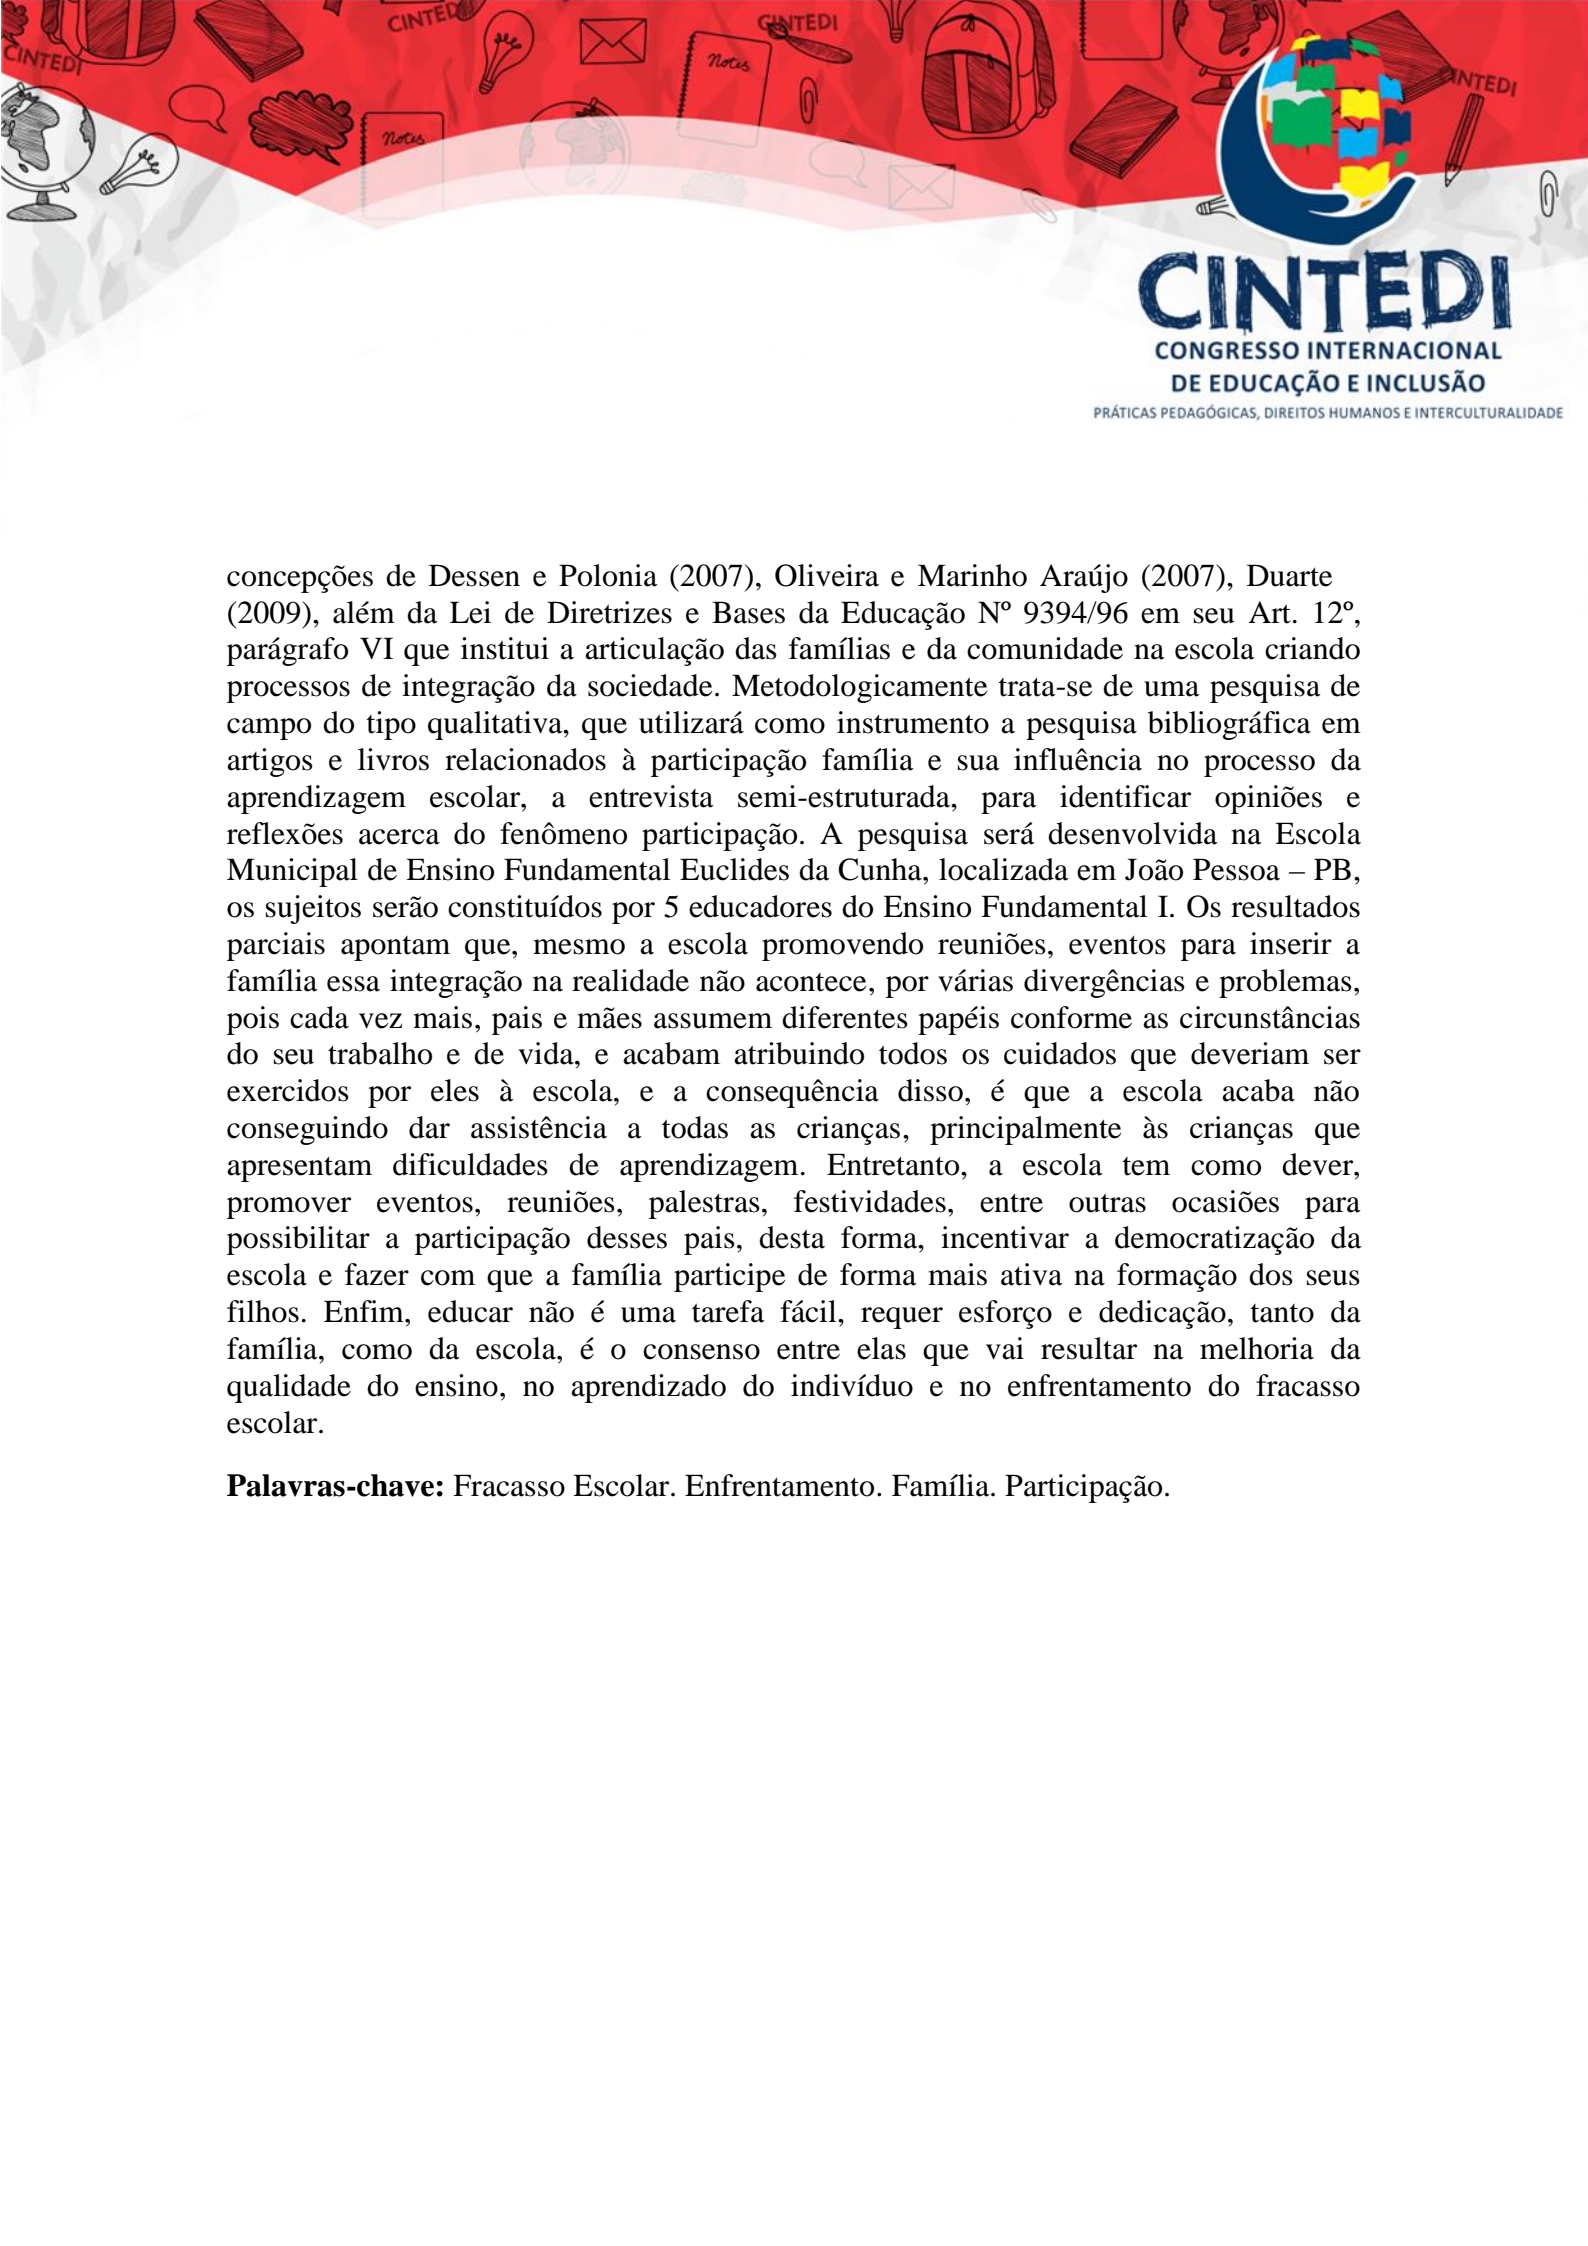 CINTEDI
CINTEDI
CINTEDI
INTEDI
Notes
Notes
CINTEDI
CONGRESSO INTERNACIONAL
DE EDUCAÇÃO E INCLUSÃO
PRÁTICAS PEDAGÓGICAS, DIREITOS HUMANOS E INTERCULTURALIDADE
concepções de Dessen e Polonia (2007), Oliveira e Marinho Araújo (2007), Duarte
(2009), além da Lei de Diretrizes e Bases da Educação Nº 9394/96 em seu Art. 12º,
parágrafo VI que institui a articulação das famílias e da comunidade na escola criando
processos de integração da sociedade. Metodologicamente trata-se de uma pesquisa de
campo do tipo qualitativa, que utilizará como instrumento a pesquisa bibliográfica em
artigos e livros relacionados à participação família e sua influência no processo da
aprendizagem escolar, a entrevista semi-estruturada, para identificar opiniões e
reflexões acerca do fenômeno participação. A pesquisa será desenvolvida na Escola
Municipal de Ensino Fundamental Euclides da Cunha, localizada em João Pessoa – PB,
os sujeitos serão constituídos por 5 educadores do Ensino Fundamental I. Os resultados
parciais apontam que, mesmo a escola promovendo reuniões, eventos para inserir a
família essa integração na realidade não acontece, por várias divergências e problemas,
pois cada vez mais, pais e mães assumem diferentes papéis conforme as circunstâncias
do seu trabalho e de vida, e acabam atribuindo todos os cuidados que deveriam ser
exercidos por eles à escola, e a consequência disso, é que a escola acaba não
conseguindo dar assistência a todas as crianças, principalmente às crianças que
apresentam dificuldades de aprendizagem. Entretanto, a escola tem como dever,
promover eventos, reuniões, palestras, festividades, entre outras ocasiões para
possibilitar a participação desses pais, desta forma, incentivar a democratização da
escola e fazer com que a família participe de forma mais ativa na formação dos seus
filhos. Enfim, educar não é uma tarefa fácil, requer esforço e dedicação, tanto da
família, como da escola, é o consenso entre elas que vai resultar na melhoria da
qualidade do ensino, no aprendizado do indivíduo e no enfrentamento do fracasso
escolar.
Palavras-chave: Fracasso Escolar. Enfrentamento. Família. Participação.